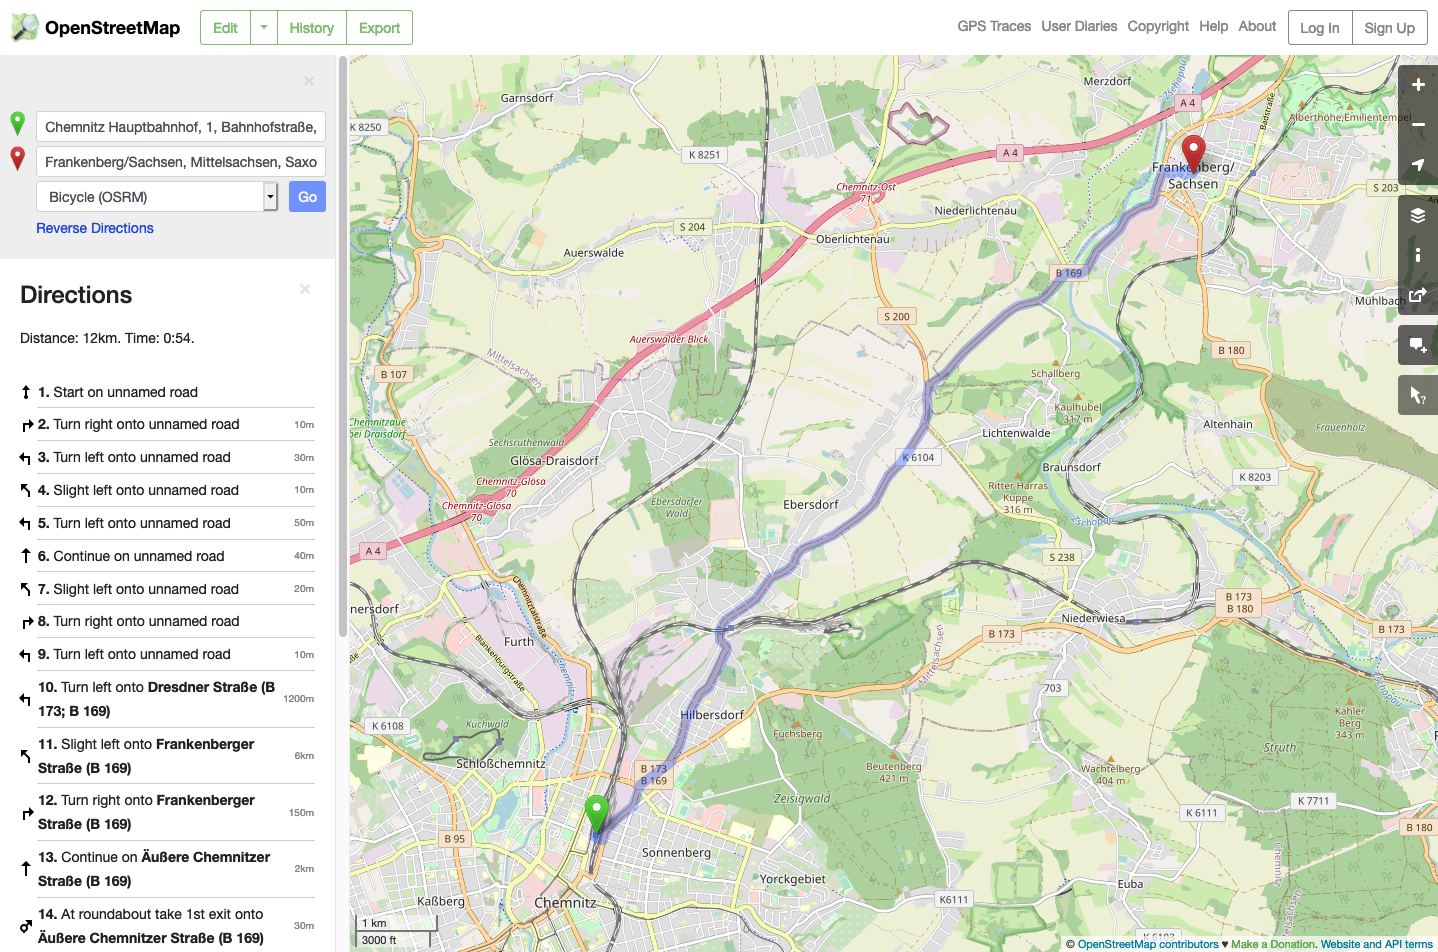 OpenStreetMap
Edit
History
Export
GPS Traces
User Diaries
Copyright
Help
About
Log In
Sign Up
Chemnitz Hauptbahnhof, 1, Bahnhofstraße,
Frankenberg/Sachsen, Mittelsachsen, Saxo
Bicycle (OSRM)
Go
Reverse Directions
Directions
Distance: 12km. Time: 0:54.
1. Start on unnamed road
2. Turn right onto unnamed road 10m
3. Turn left onto unnamed road 30m
4. Slight left onto unnamed road 10m
5. Turn left onto unnamed road 50m
6. Continue on unnamed road 40m
7. Slight left onto unnamed road 20m
8. Turn right onto unnamed road
9. Turn left onto unnamed road 10m
10. Turn left onto Dresdner Straße (B
173; B 169) 1200m
11. Slight left onto Frankenberger
Straße (B 169) 6km
12. Turn right onto Frankenberger
Straße (B 169) 150m
13. Continue on Äußere Chemnitzer
Straße (B 169) 2km
14. At roundabout take 1st exit onto
Äußere Chemnitzer Straße (B 169) 30m
Garnsdorf
Merzdorf
Zschopau
A 4
Badstraße
Alberthöhe;Emilientempel
K 8250
K 8251
A 4
Frankenberg/
Sachsen
S 203
Chemnitz-Ost
71
Niederlichtenau
S 204
Oberlichtenau
Auerswalde
B 169
Mühlbach
S 200
Auerswalder Blick
Mittelsachsen
B 180
B 107
Schallberg
Kaulhübel
317 m
Chemnitzaue
bei Draisdorf
Sechsruthenwald
Glösa-Draisdorf
Lichtenwalde
Altenhain
Frauenholz
K 6104
Braunsdorf
K 8203
Chemnitz-Glösa
70
Chemnitz-Glösa
70
Ebersdorfer
Wald
Ebersdorf
Ritter Harras
Kuppe
316 m
Zschopau
A 4
S 238
Chemnitztalstraße
nersdorf
B 173
B 180
Niederwiesa
B 173
B 173
Furth
Blankenburgstraße
Chemnitz
Mittelsachsen
703
Zschopau
K 6108
Küchwald
Hilbersdorf
Fuchsberg
Kahler
Berg
343 m
Struth
Schloßchemnitz
B 173
B 169
Beutenberg
421 m
Wachtelberg
404 m
Zeisigwald
K 7711
K 6111
B 180
B 95
Sonnenberg
Yorckgebiet
Euba
Chemnitz
Mittelsachsen
Kaßberg
Chemnitz
K6111
1 km
3000 ft
© OpenStreetMap contributors ♥ Make a Donation. Website and API terms